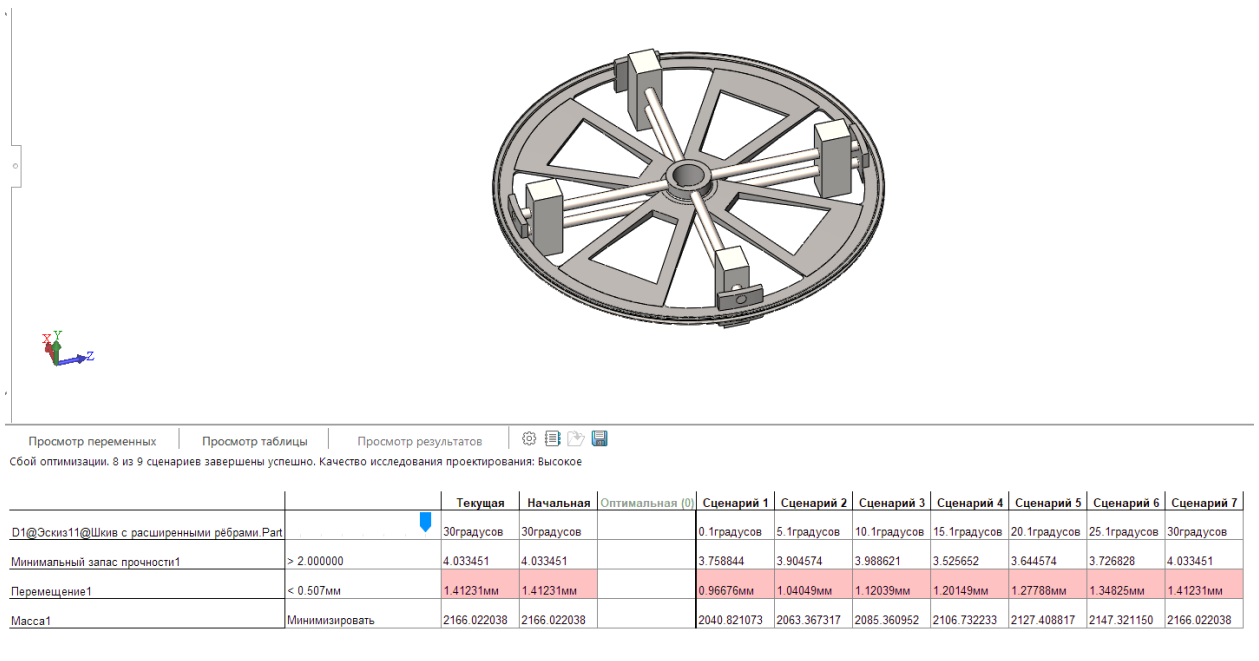 X Y
Z
Просмотр переменных Просмотр таблицы Просмотр результатов
Сбой оптимизации. 8 из 9 сценариев завершены успешно. Качество исследования проектирования: Высокое
Текущая Начальная Оптимальная (0) Сценарий 1 Сценарий 2 Сценарий 3 Сценарий 4 Сценарий 5 Сценарий 6 Сценарий 7
D1@Эскиз11@Шкив с расширенными рёбрами.Part 30градусов 30градусов 0.1градусов 5.1градусов 10.1градусов 15.1градусов 20.1градусов 25.1градусов 30градусов
Минимальный запас прочности1 > 2.000000 4.033451 4.033451 3.758844 3.904574 3.988621 3.525652 3.644574 3.726828 4.033451
Перемещение1 < 0.507мм 1.41231мм 1.41231мм 0.96676мм 1.04049мм 1.12039мм 1.20149мм 1.27788мм 1.34825мм 1.41231мм
Масса1 Минимизировать 2166.022038 2166.022038 2040.821073 2063.367317 2085.360952 2106.732233 2127.408817 2147.321150 2166.022038